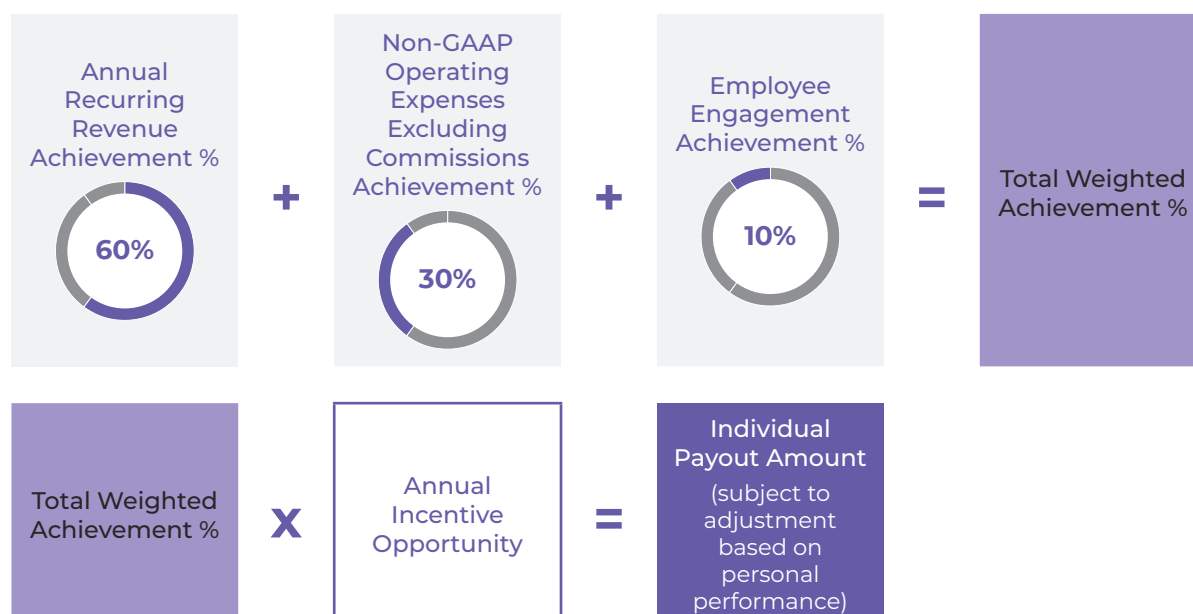 Annual
Recurring
Revenue
Achievement %
60%
+
Non-GAAP
Operating
Expenses
Excluding
Commissions
Achievement %
30%
+
Employee
Engagement
Achievement %
10%
=
Total Weighted
Achievement %
Total Weighted
Achievement %
x
Annual
Incentive
Opportunity
=
Individual
Payout Amount
(subject to
adjustment
based on
personal
performance)